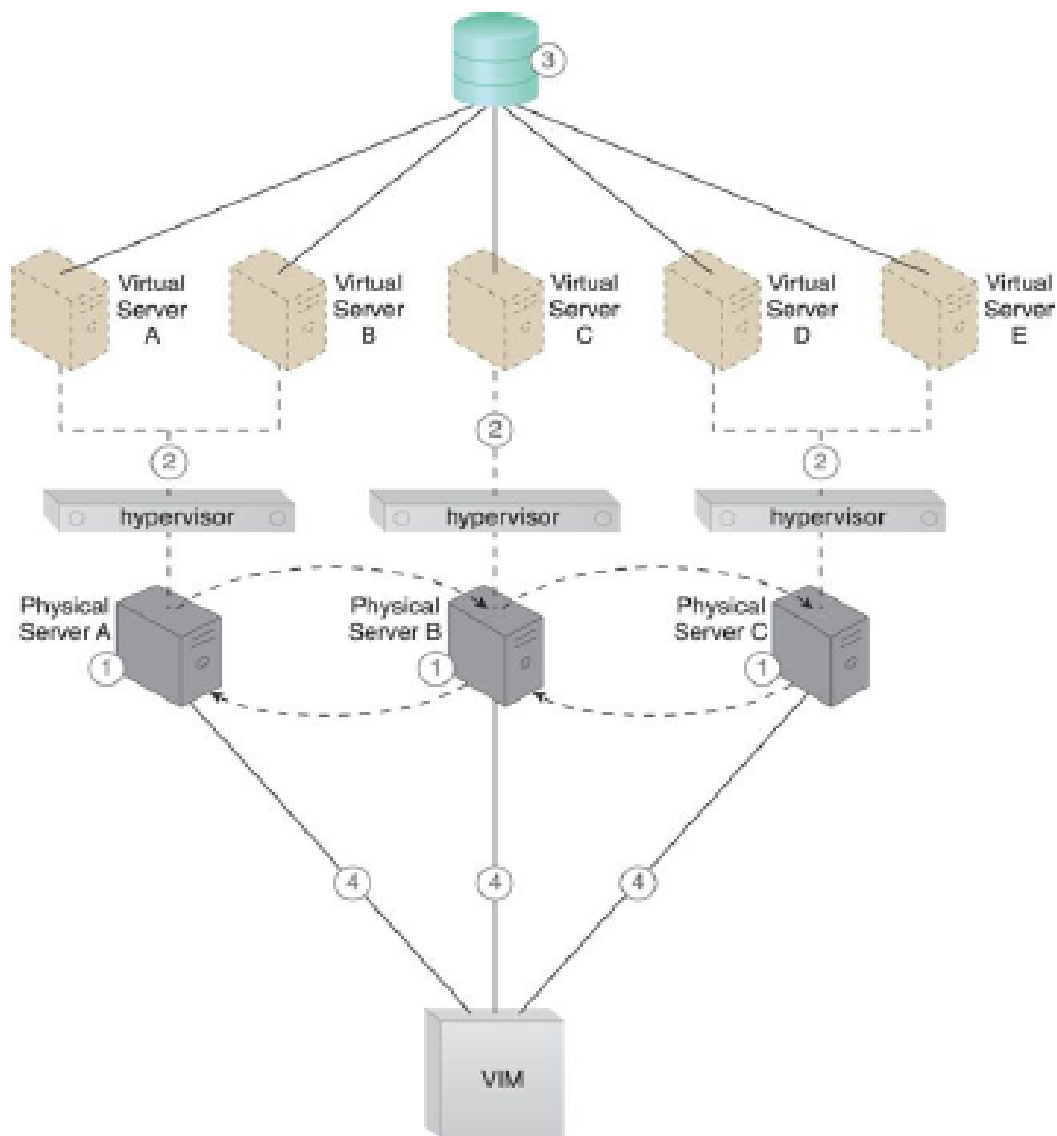 3
Virtual
Server
A
Virtual
Server
B
Virtual
Server
C
Virtual
Server
D
Virtual
Server
E
2
2
2
hypervisor
hypervisor
hypervisor
Physical
Server A
1
Physical
Server B
1
Physical
Server C
1
4
4
4
VIM